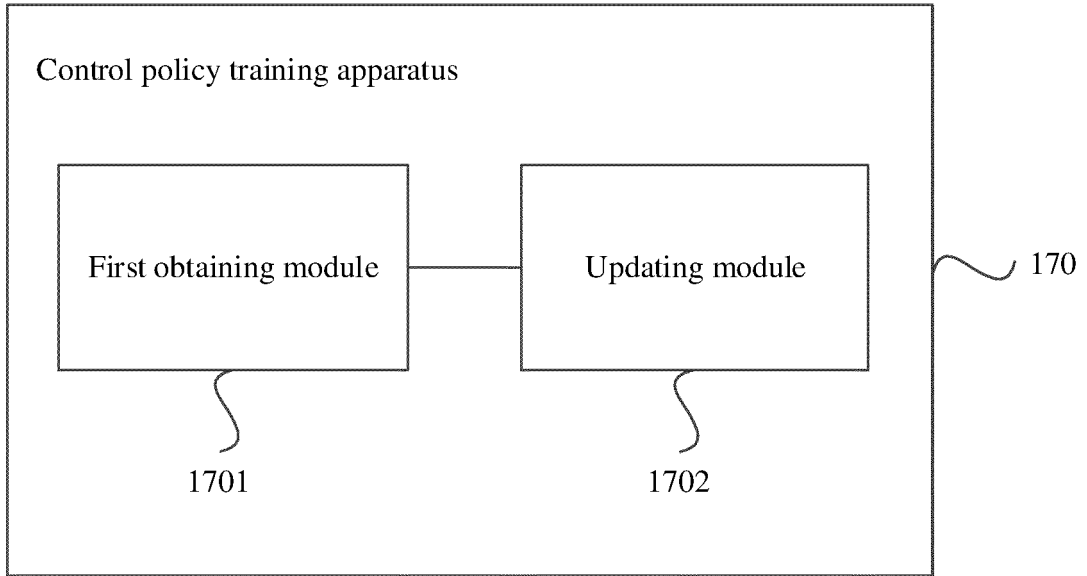 Control policy training apparatus
First obtaining module
Updating module
170
1701
1702